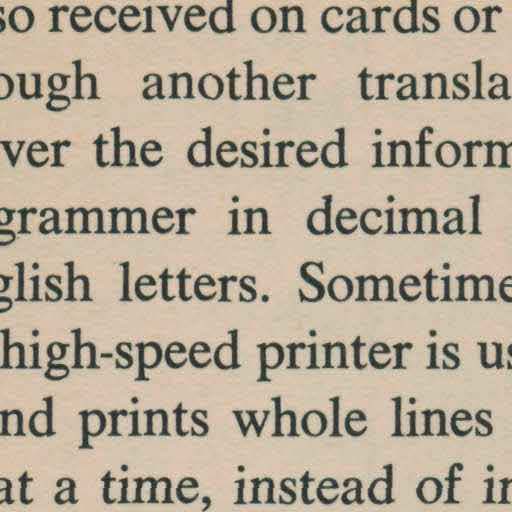 so received on cards or
ough another transla
ver the desired inform
grammer in decimal
glish letters. Sometime
high-speed printer is us
nd prints whole lines
at a time, instead of in